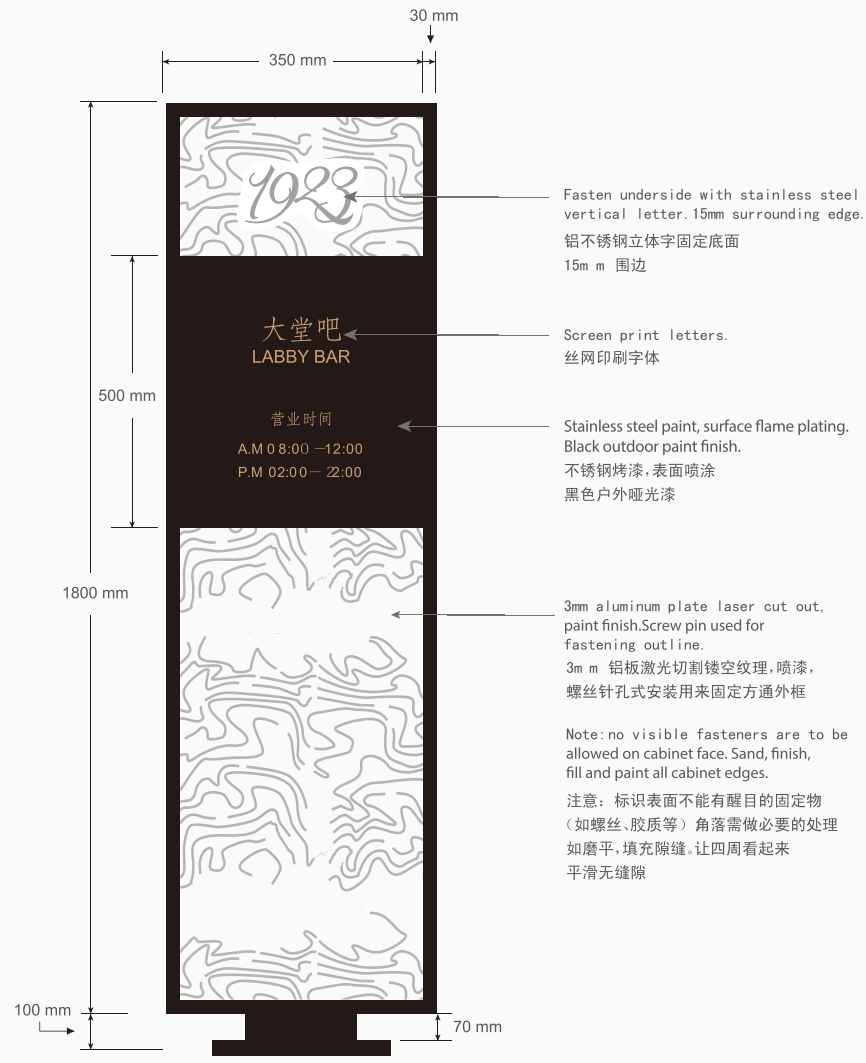 30 mm
350 mm
1923
Fasten underside with stainless steel
vertical letter.15mm surrounding edge.
铝不锈钢立体字固定底面
15m m 围边
大堂吧
LABBY BAR
Screen print letters.
丝网印刷字体
500 mm
营业时间
A.M 08:00 —12:00
P.M 02:00— 22:00
Stainless steel paint, surface flame plating.
Black outdoor paint finish.
不锈钢烤漆,表面喷涂
黑色户外哑光漆
1800 mm
3mm aluminum plate laser cut out,
paint finish.Screw pin used for
fastening outline.
3m m 铝板激光切割镂空纹理,喷漆,
螺丝针孔式安装用来固定方通外框
Note:no visible fasteners are to be
allowed on cabinet face. Sand, finish,
fill and paint all cabinet edges.
注意：标识表面不能有醒目的固定物
（如螺丝、胶质等）角落需做必要的处理
如磨平,填充隙缝。让四周看起来
平滑无缝隙
100 mm
70 mm